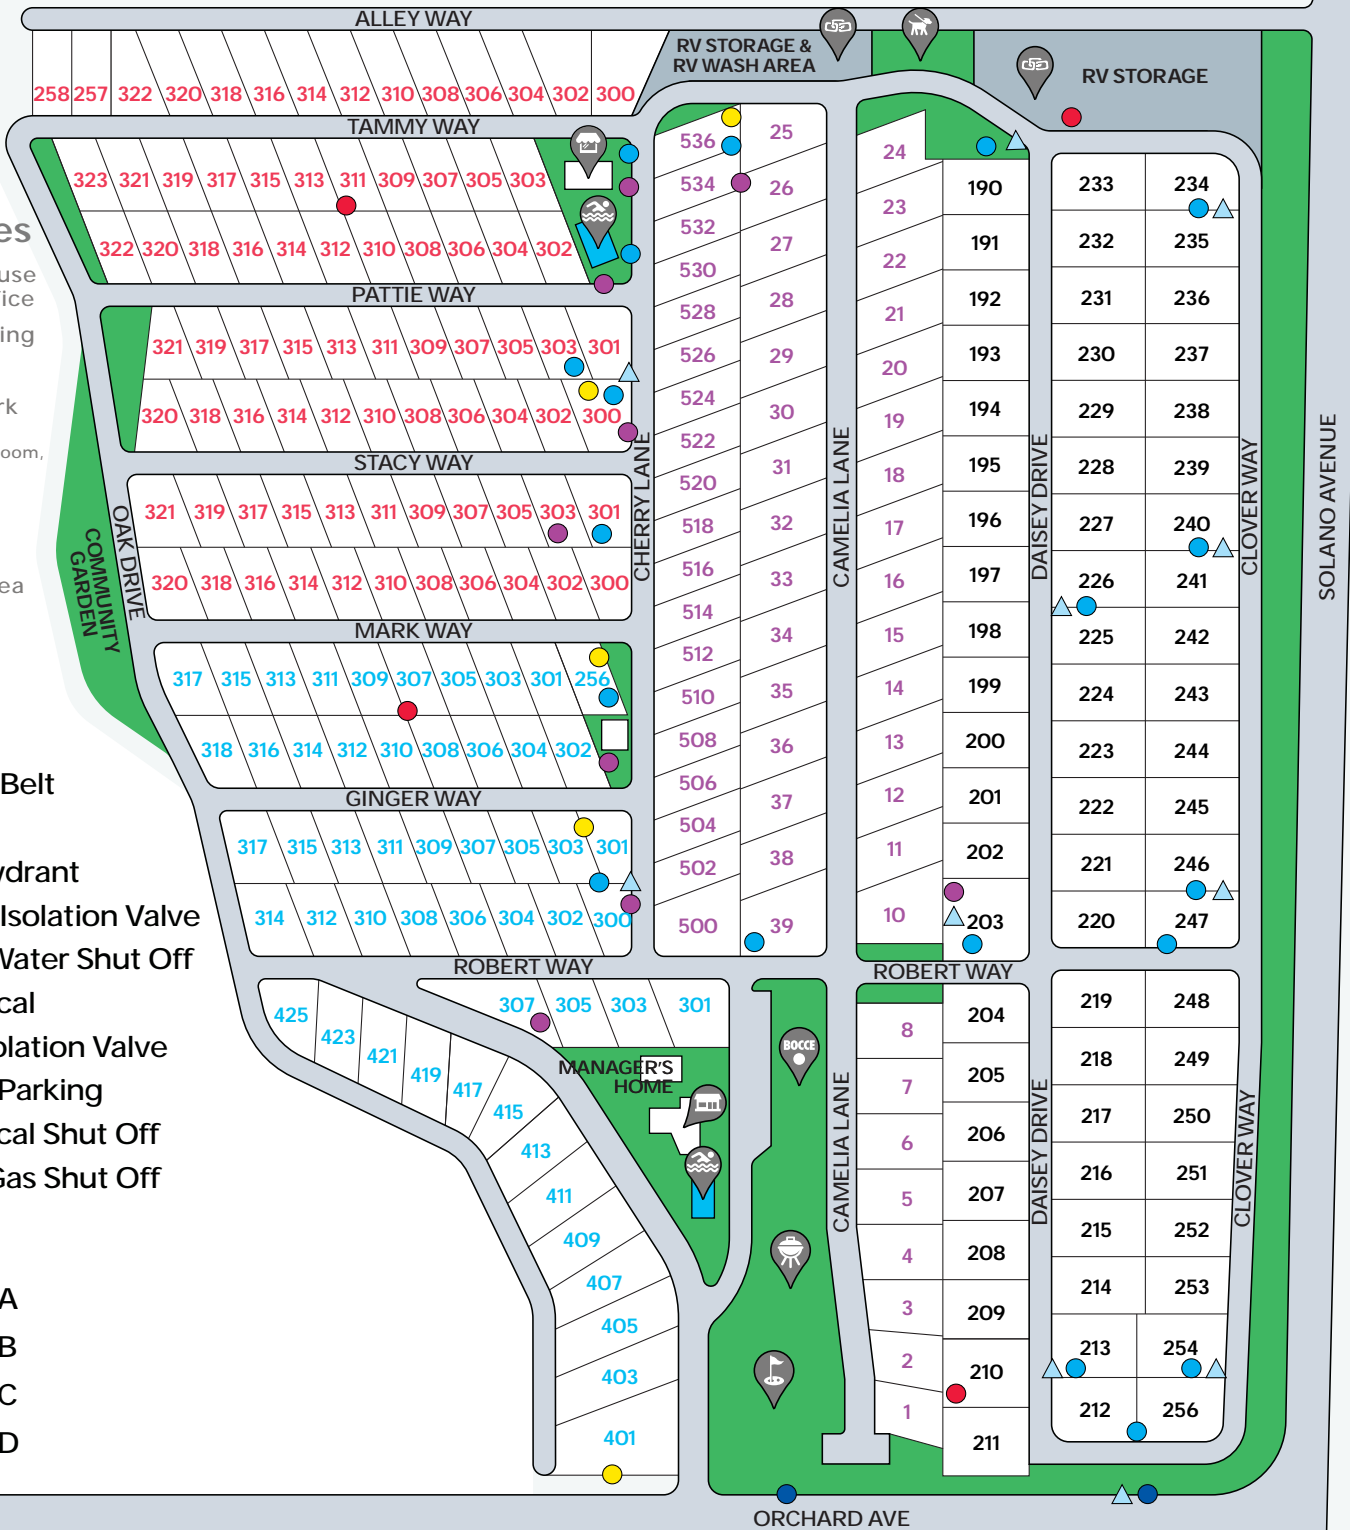 ALLEY WAY
RV STORAGE &
RV WASH AREA
RV STORAGE
258 257 322 320 318 316 314 312 310 308 306 304 302 300
TAMMY WAY
323 321 319 317 315 313 311 309 307 305 303
322 320 318 316 314 312 310 308 306 304 302
PATTIE WAY
321 319 317 315 313 311 309 307 305 303 301
320 318 316 314 312 310 308 306 304 302 300
STACY WAY
321 319 317 315 313 311 309 307 305 303 301
320 318 316 314 312 310 308 306 304 302 300
MARK WAY
317 315 313 311 309 307 305 303 301 256
318 316 314 312 310 308 306 304 302
GINGER WAY
317 315 313 311 309 307 305 303 301
314 312 310 308 306 304 302 300
ROBERT WAY
307 305 303 301
425
423
421
419
417
415
413
411
409
407
405
403
401
MANAGER'S
HOME
BOCCE
OAK DRIVE
COMMUNITY
GARDEN
CHERRY LANE
536
534
532
530
528
526
524
522
520
518
516
514
512
510
508
506
504
502
500
25
26
27
28
29
30
31
32
33
34
35
36
37
38
39
CAMELIA LANE
24
23
22
21
20
19
18
17
16
15
14
13
12
11
10
190
191
192
193
194
195
196
197
198
199
200
201
202
203
DAISEY DRIVE
233 234
232 235
231 236
230 237
229 238
228 239
227 240
226 241
225 242
224 243
223 244
222 245
221 246
220 247
CLOVER WAY
SOLANO AVENUE
ROBERT WAY
CAMELIA LANE
8
7
6
5
4
3
2
1
204
205
206
207
208
209
210
211
DAISEY DRIVE
219 248
218 249
217 250
216 251
215 252
214 253
213 254
212 256
CLOVER WAY
ORCHARD AVE
es
use
ice
ing
rk
oom,
ea
Belt
ydrant
Isolation Valve
Water Shut Off
cal
olation Valve
Parking
cal Shut Off
Gas Shut Off
A
B
C
D